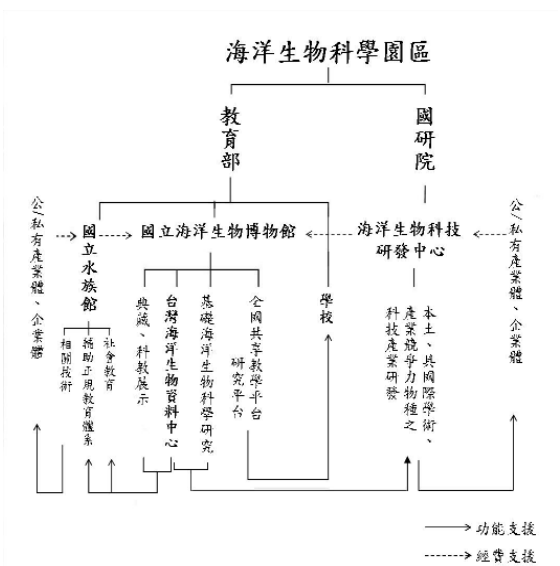 海洋生物科學園區
教育部
國研院
公/私有產業體、企業體
國立水族館
國立海洋生物博物館
海洋生物科技
研發中心
公/私有產業體、企業體
社會教育
輔助正規教育體系
相關技術
典藏、科教展示
台灣海洋生物資料中心
基礎海洋生物科學研究
全國共享教學平台
研究平台
學校
本土、具國際學術、
產業競爭力物種之
科技產業研發
功能支援
經費支援